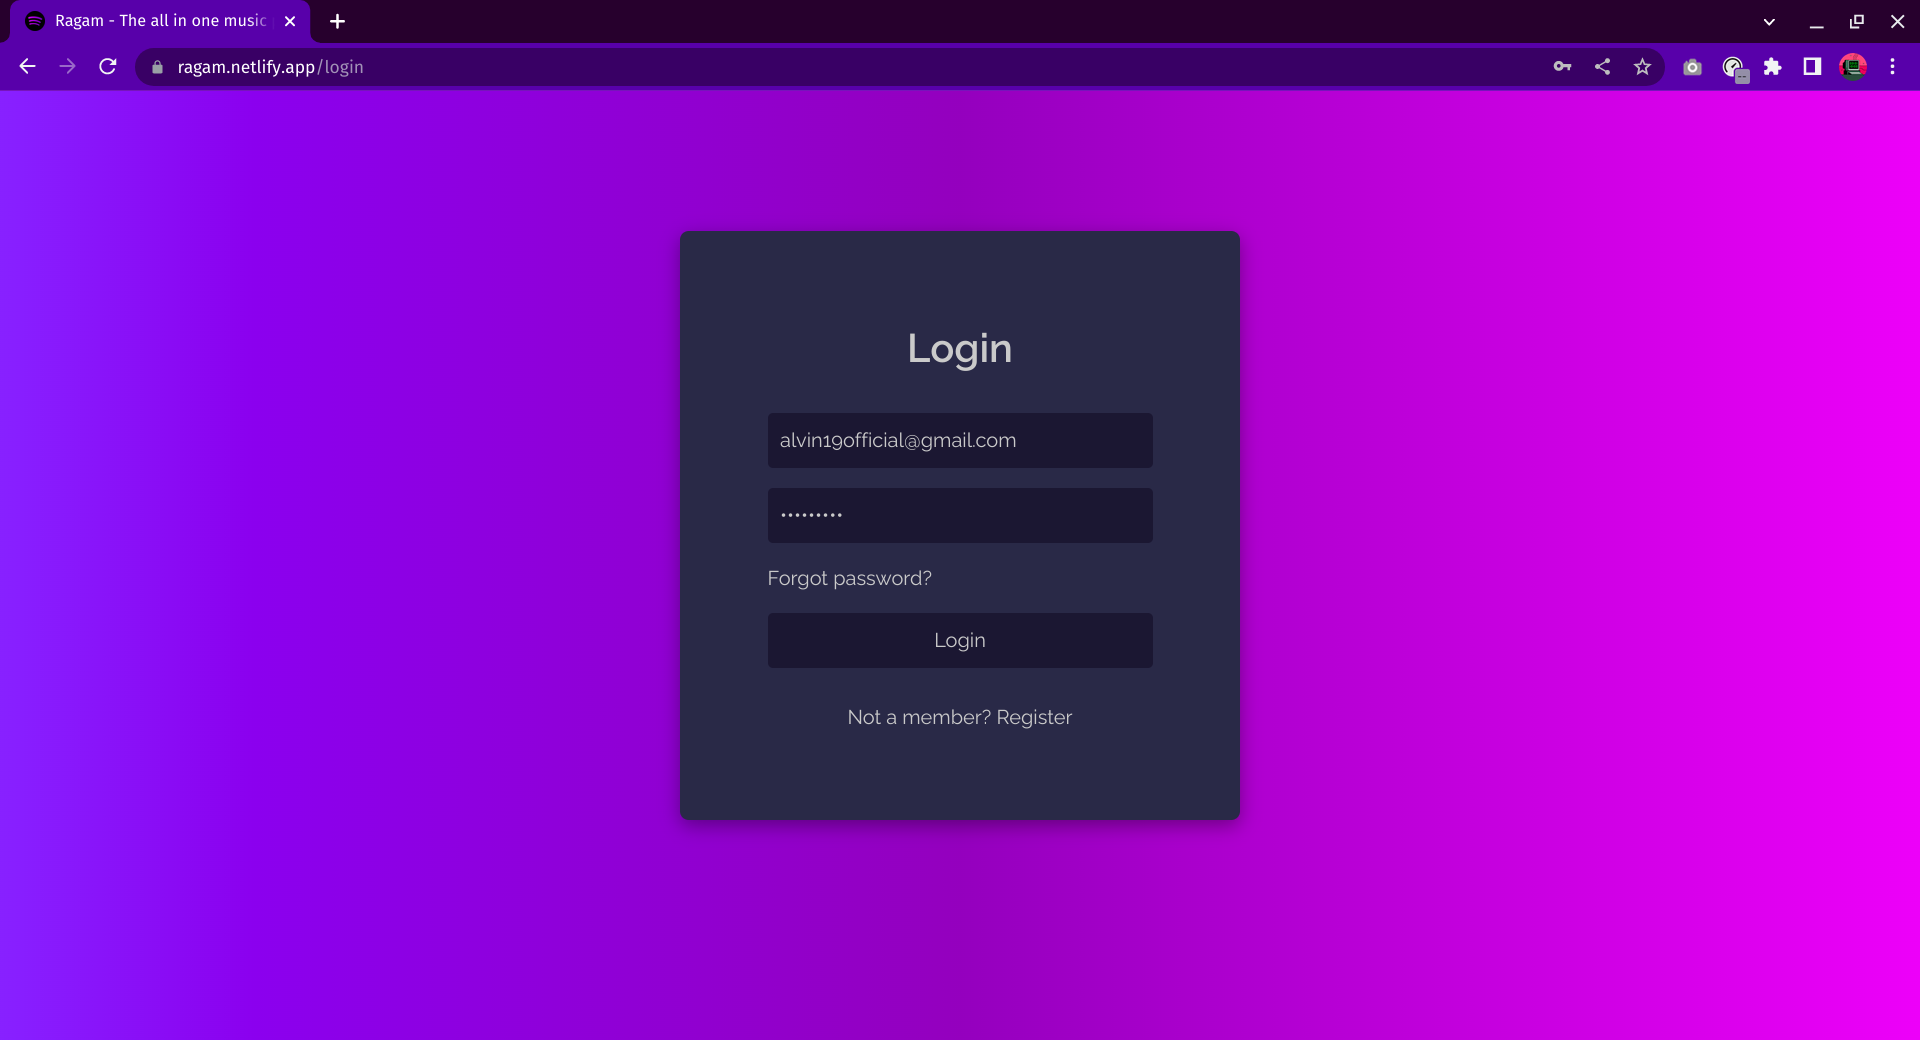 Ragam - The all in one music
ragam.netlify.app/login
Login
alvin19official@gmail.com
•••••••••
Forgot password?
Login
Not a member? Register